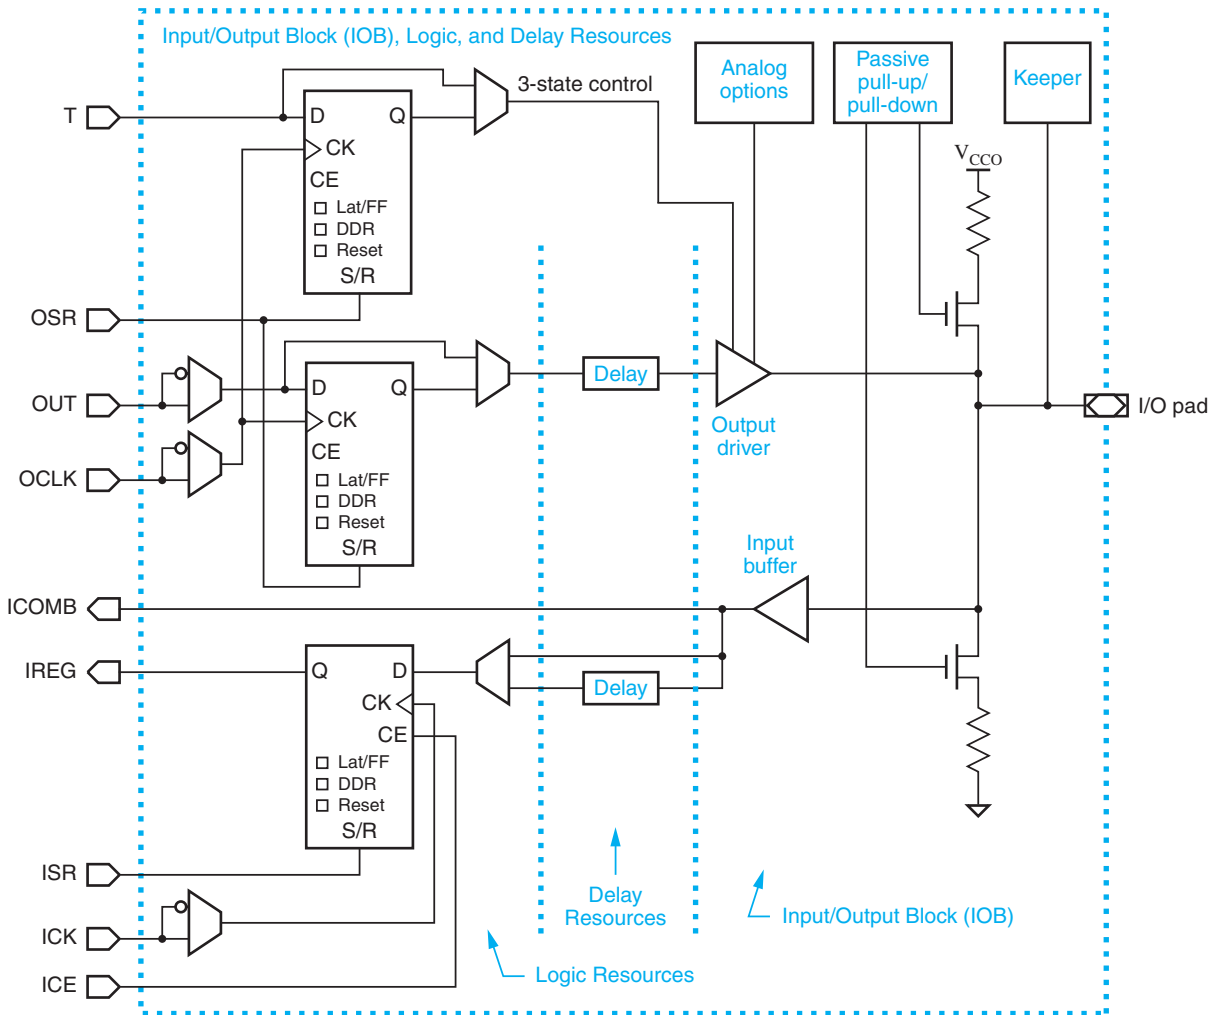 Input/Output Block (IOB), Logic, and Delay Resources
T
D
Q
CK
CE
Lat/FF
DDR
Reset
S/R
3-state control
Analog
options
Passive
pull-up/
pull-down
Keeper
VCCO
OSR
OUT
OCLK
D
Q
CK
CE
Lat/FF
DDR
Reset
S/R
Delay
Output
driver
I/O pad
Input
buffer
ICOMB
IREG
Q
D
CK
CE
Lat/FF
DDR
Reset
S/R
Delay
ISR
ICK
ICE
Delay
Resources
Logic Resources
Input/Output Block (IOB)